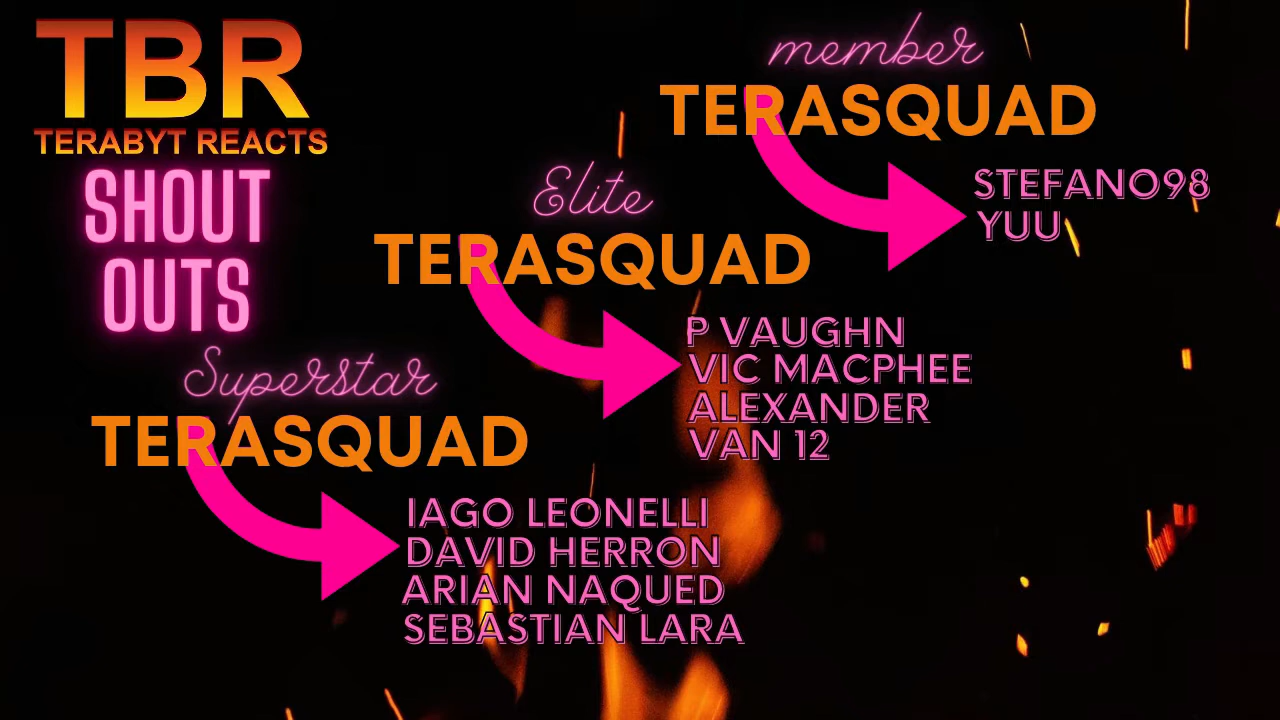 TBR
TERABYT REACTS
SHOUT
OUTS
member
TERASQUAD
STEFANO98
YUU
Elite
TERASQUAD
P VAUGHN
VIC MACPHEE
ALEXANDER
VAN 12
Superstar
TERASQUAD
IAGO LEONELLI
DAVID HERRON
ARIAN NAQUED
SEBASTIAN LARA